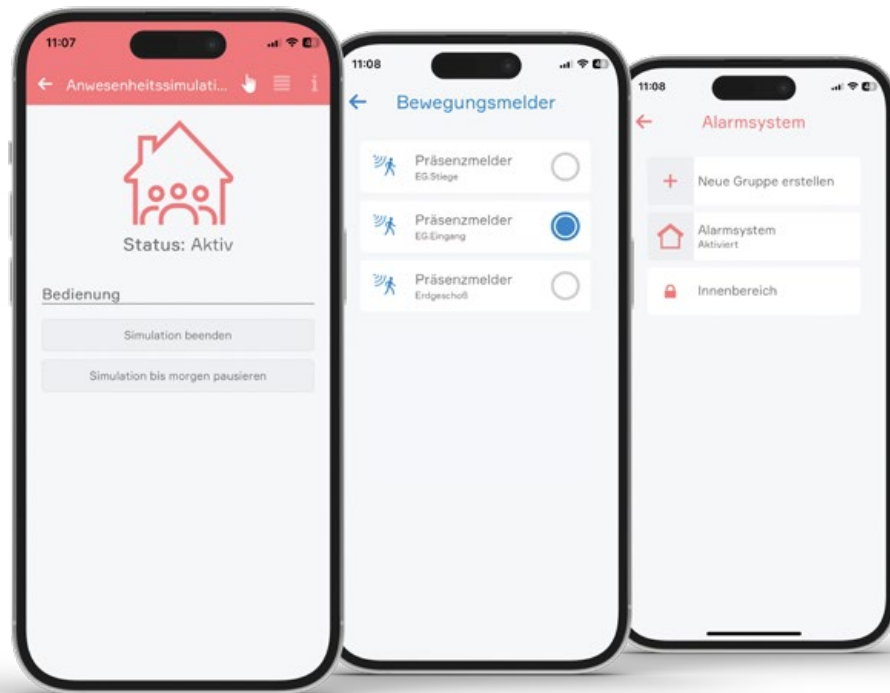 11:07
Anwesenheitssimulati...
Status: Aktiv
Bedienung
Simulation beenden
Simulation bis morgen pausieren
11:08
Bewegungsmelder
Präsenzmelder
EG.Stiege
Präsenzmelder
EG.Eingang
Präsenzmelder
Erdgeschoß
11:08
Alarmsystem
Neue Gruppe erstellen
Alarmsystem
Aktiviert
Innenbereich